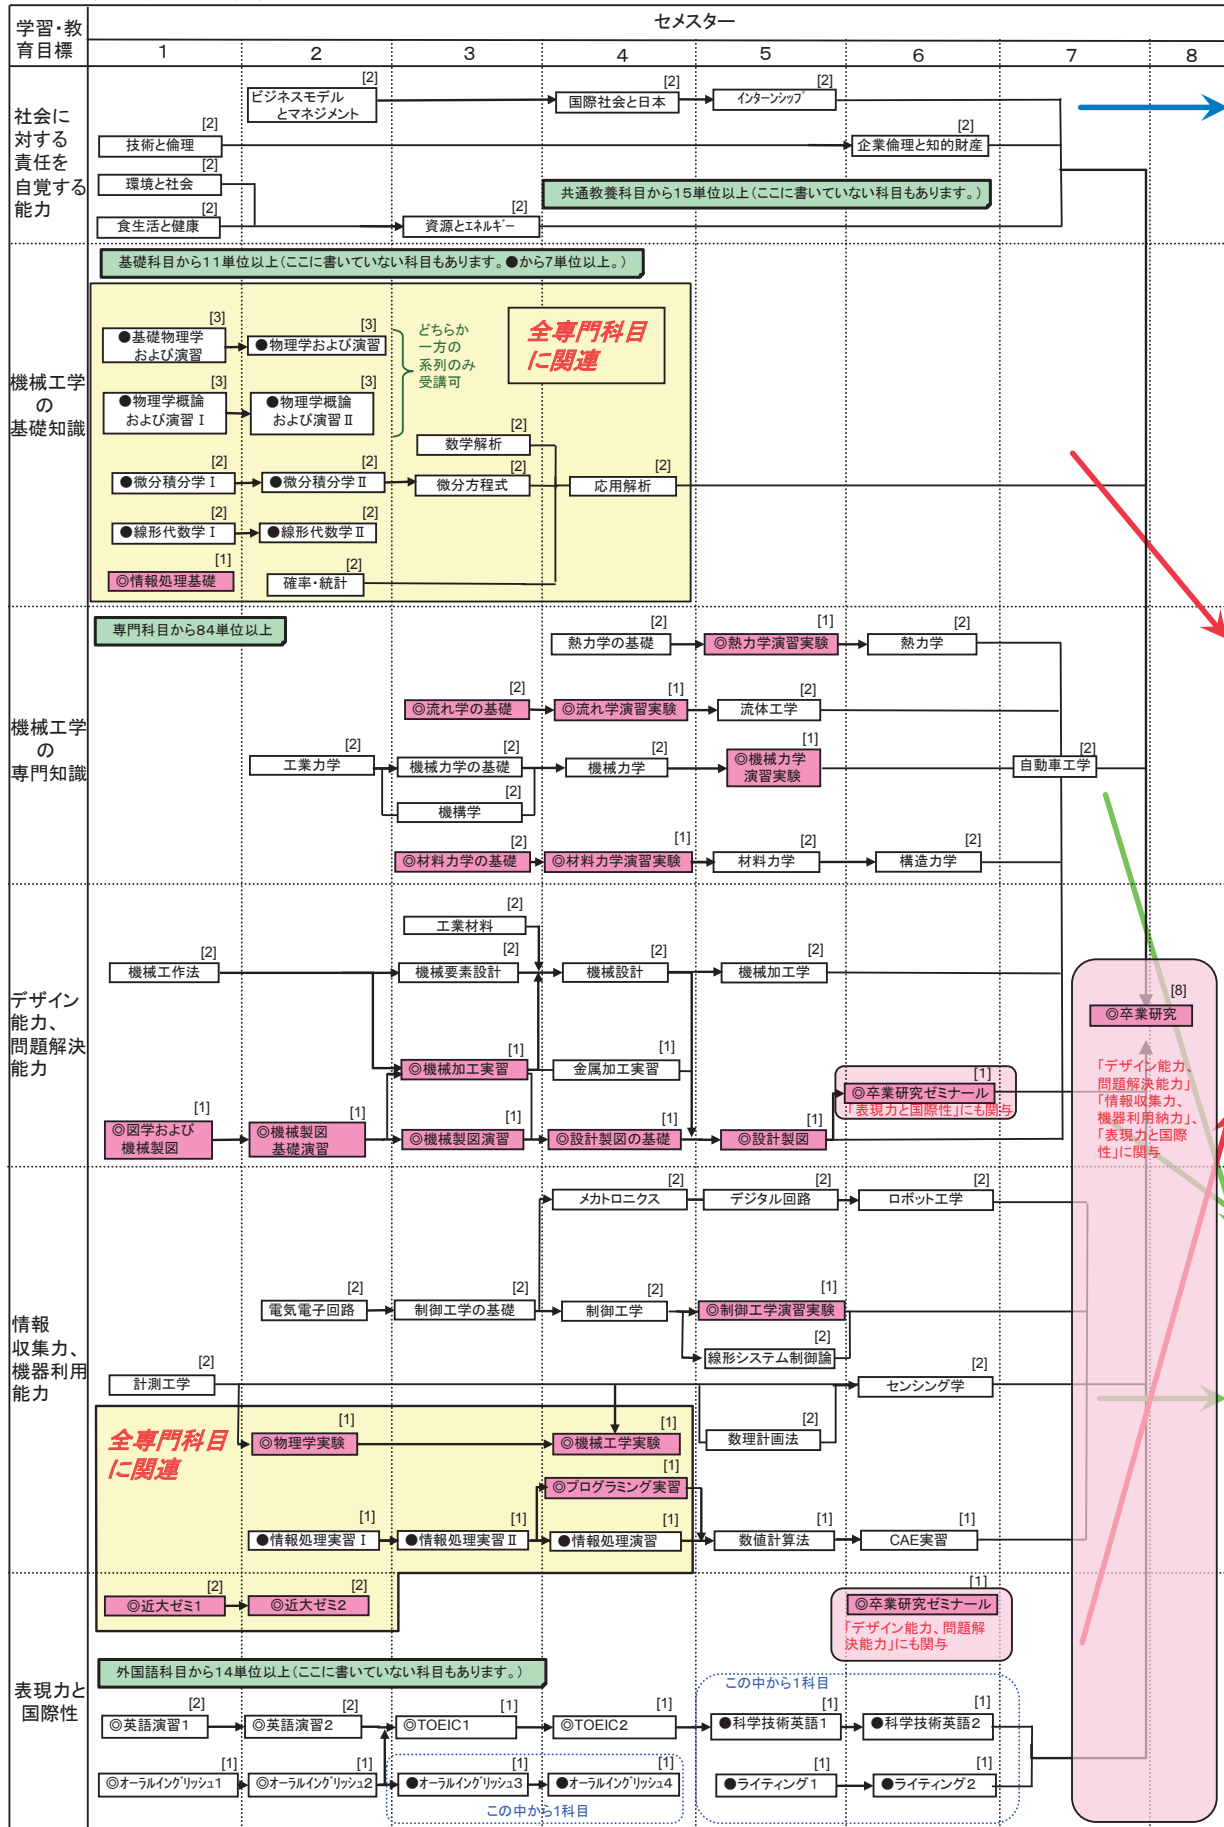 学習・教
育目標
セメスター
1
2
3
4
5
6
7
8
社会に
対する
責任を
自覚する
能力
[2]
ビジネスモデル
とマネジメント
[2]
国際社会と日本
[2]
インターンシップ
[2]
技術と倫理
[2]
企業倫理と知的財産
[2]
環境と社会
共通教養科目から15単位以上(ここに書いていない科目もあります。)
[2]
食生活と健康
[2]
資源とエネルギー
機械工学
の
基礎知識
基礎科目から11単位以上(ここに書いていない科目もあります。●から7単位以上。)
[3]
●基礎物理学
および演習
[3]
●物理学および演習
どちらか
一方の
系列のみ
受講可
全専門科目
に関連
[3]
●物理学概論
および演習Ⅰ
[3]
●物理学概論
および演習Ⅱ
[2]
数学解析
[2]
●微分積分学Ⅰ
[2]
●微分積分学Ⅱ
[2]
微分方程式
[2]
応用解析
[2]
●線形代数学Ⅰ
[2]
●線形代数学Ⅱ
[1]
◎情報処理基礎
[2]
確率・統計
機械工学
の
専門知識
専門科目から84単位以上
[2]
熱力学の基礎
[1]
◎熱力学演習実験
[2]
熱力学
[2]
◎流れ学の基礎
[1]
◎流れ学演習実験
[2]
流体工学
[2]
工業力学
[2]
機械力学の基礎
[2]
機械力学
[1]
◎機械力学
演習実験
[2]
自動車工学
[2]
機構学
[2]
◎材料力学の基礎
[1]
◎材料力学演習実験
[2]
材料力学
[2]
構造力学
デザイン
能力、
問題解決
能力
[2]
工業材料
[2]
機械工作法
[2]
機械要素設計
[2]
機械設計
[2]
機械加工学
[8]
◎卒業研究
「デザイン能力、
問題解決能力」
「情報収集力、
機器利用納力」、
「表現力と国際
性」に関与
[1]
◎機械加工実習
[1]
金属加工実習
[1]
◎卒業研究ゼミナール
「表現力と国際性」にも関与
[1]
◎図学および
機械製図
[1]
◎機械製図
基礎演習
[1]
◎機械製図演習
[1]
◎設計製図の基礎
[1]
◎設計製図
情報
収集力、
機器利用
能力
[2]
メカトロニクス
[2]
デジタル回路
[2]
ロボット工学
[2]
電気電子回路
[2]
制御工学の基礎
[2]
制御工学
[1]
◎制御工学演習実験
[2]
線形システム制御論
[2]
計測工学
[2]
センシング学
全専門科目
に関連
[1]
◎物理学実験
[1]
◎機械工学実験
[2]
数理計画法
[1]
◎プログラミング実習
[1]
●情報処理実習Ⅰ
[1]
●情報処理実習Ⅱ
[1]
●情報処理演習
[1]
数値計算法
[1]
CAE実習
表現力と
国際性
[2]
◎近大ゼミ1
[2]
◎近大ゼミ2
[1]
◎卒業研究ゼミナール
「デザイン能力、問題解
決能力」にも関与
外国語科目から14単位以上(ここに書いていない科目もあります。)
この中から1科目
[2]
◎英語演習1
[2]
◎英語演習2
[1]
◎TOEIC1
[1]
◎TOEIC2
[1]
●科学技術英語1
[1]
●科学技術英語2
[1]
◎オーラルイングリッシュ1
[1]
◎オーラルイングリッシュ2
[1]
●オーラルイングリッシュ3
[1]
●オーラルイングリッシュ4
[1]
●ライティング1
[1]
●ライティング2
この中から1科目